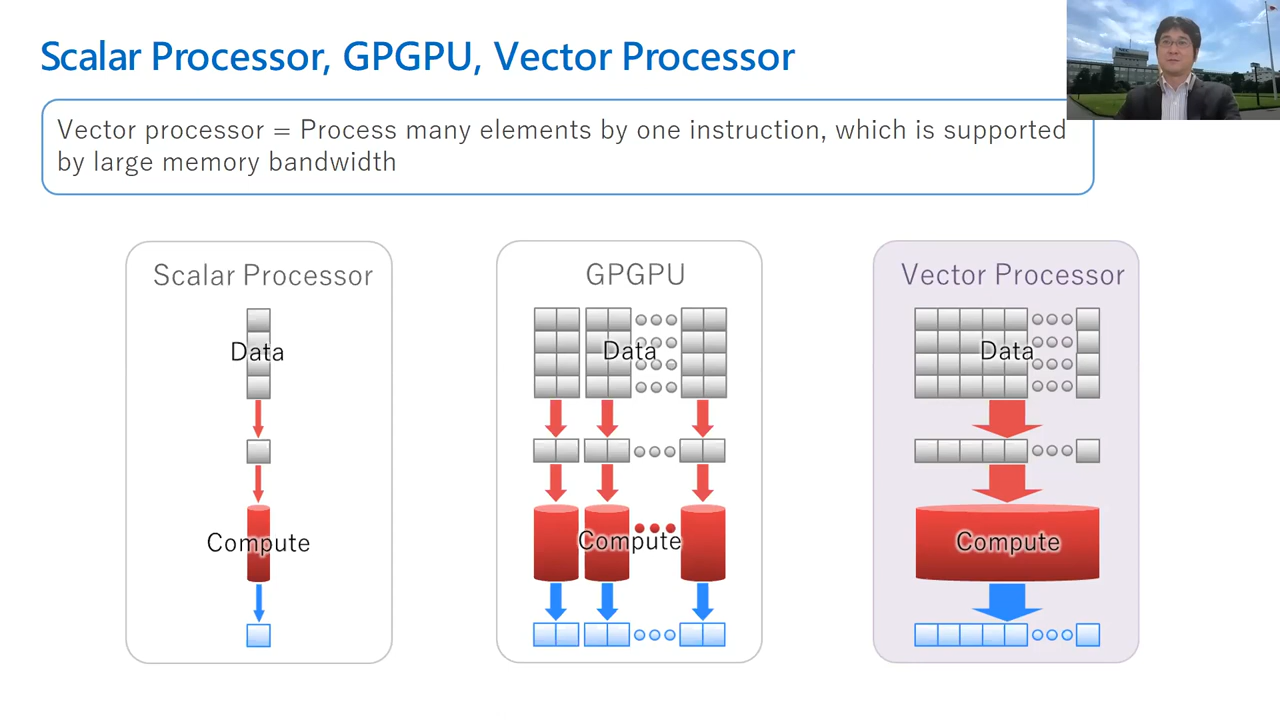 Scalar Processor, GPGPU, Vector Processor
Vector processor = Process many elements by one instruction, which is supported
by large memory bandwidth
Scalar Processor
Data
Compute
GPGPU
Data
Compute
Vector Processor
Data
Compute